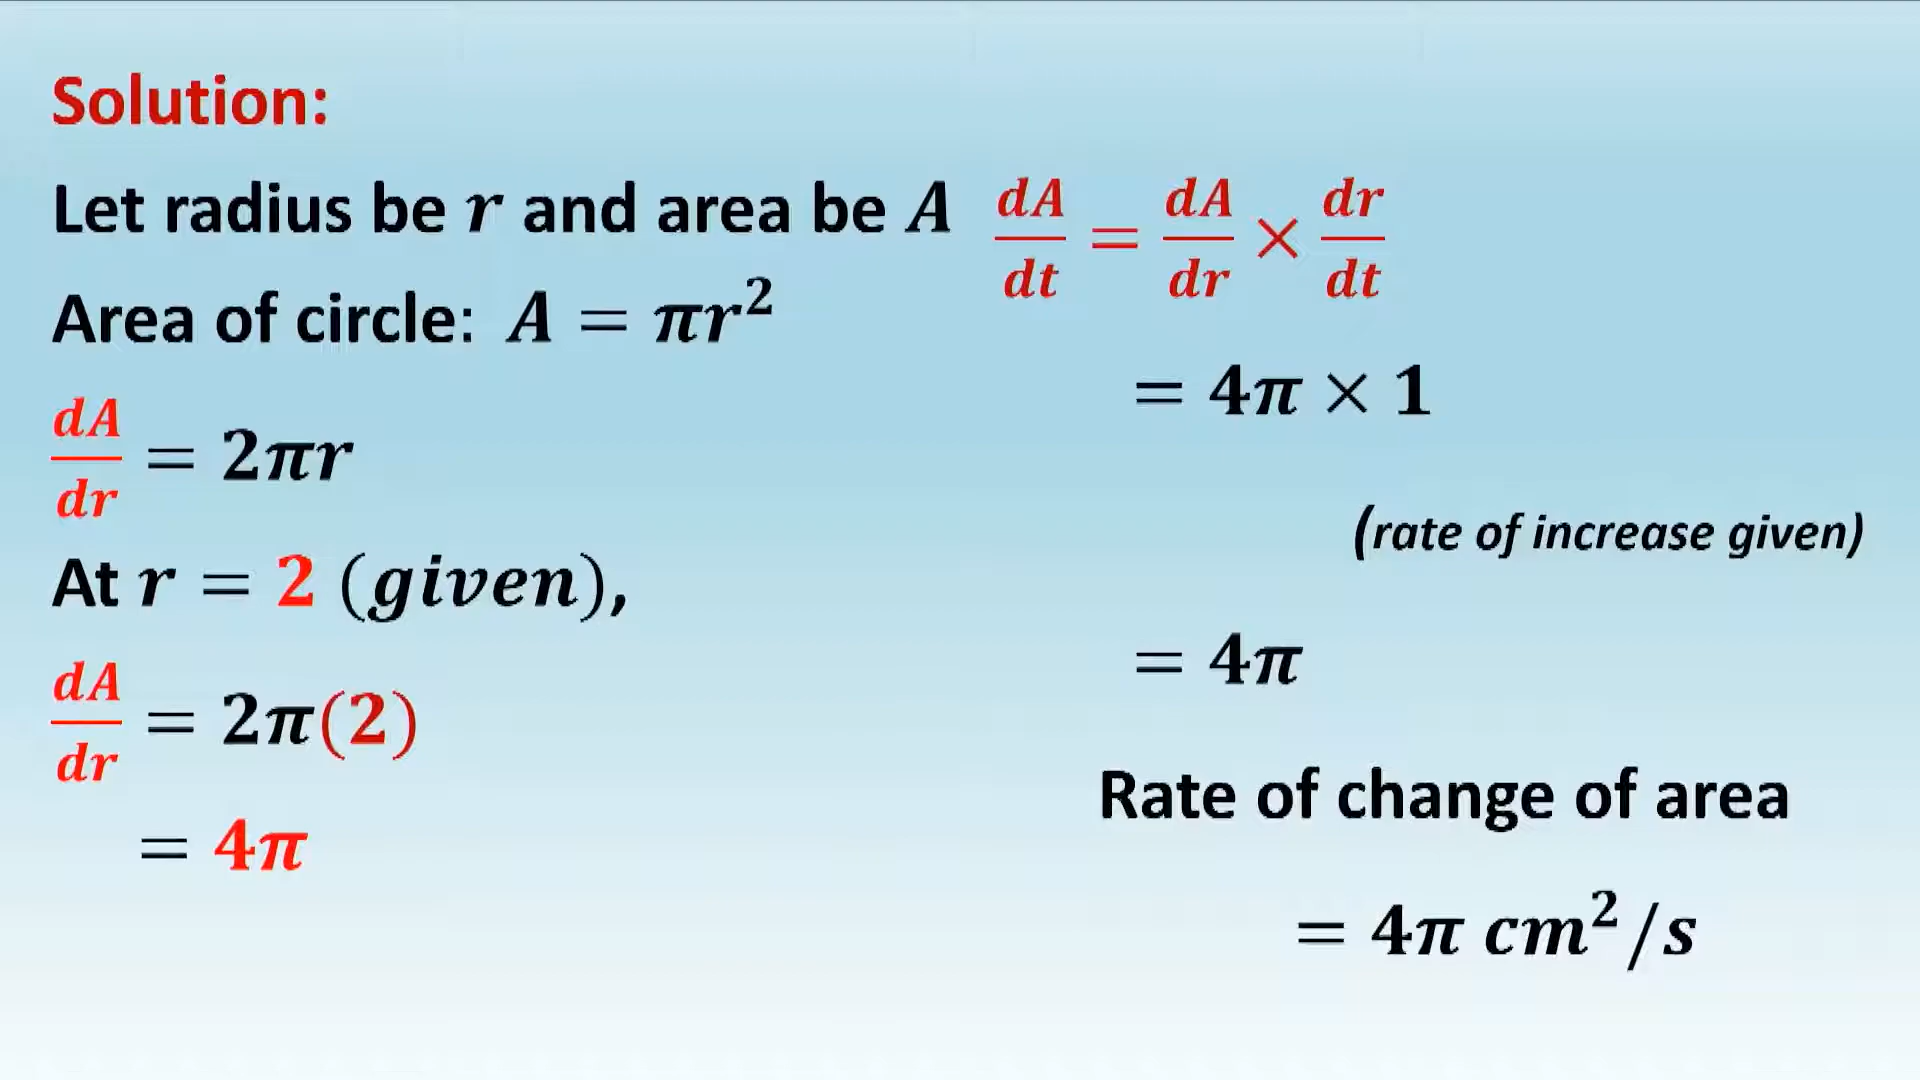 Solution:
Let radius be r and area be A
Area of circle: A = πr²
dA/dr = 2πr
At r = 2 (given),
dA/dr = 2π(2)
= 4π
dA/dt = dA/dr × dr/dt
= 4π × 1
(rate of increase given)
= 4π
Rate of change of area
= 4π cm²/s